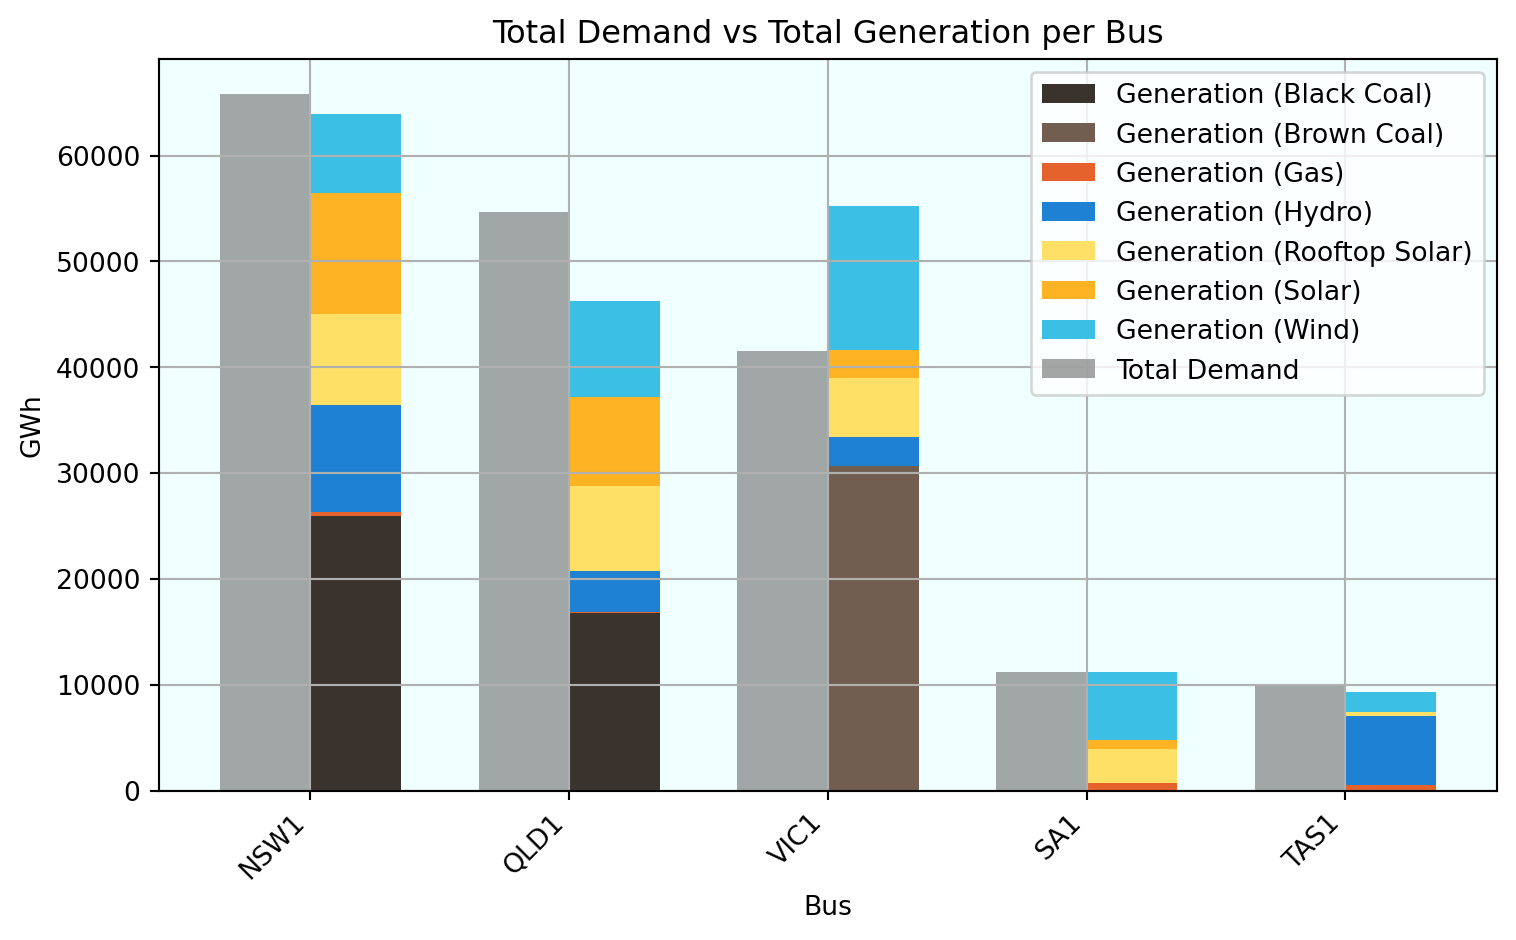 Total Demand vs Total Generation per Bus
Generation (Black Coal)
Generation (Brown Coal)
Generation (Gas)
Generation (Hydro)
Generation (Rooftop Solar)
Generation (Solar)
Generation (Wind)
Total Demand
GWh
60000
50000
40000
30000
20000
10000
0
NSW1
QLD1
VIC1
SA1
TAS1
Bus